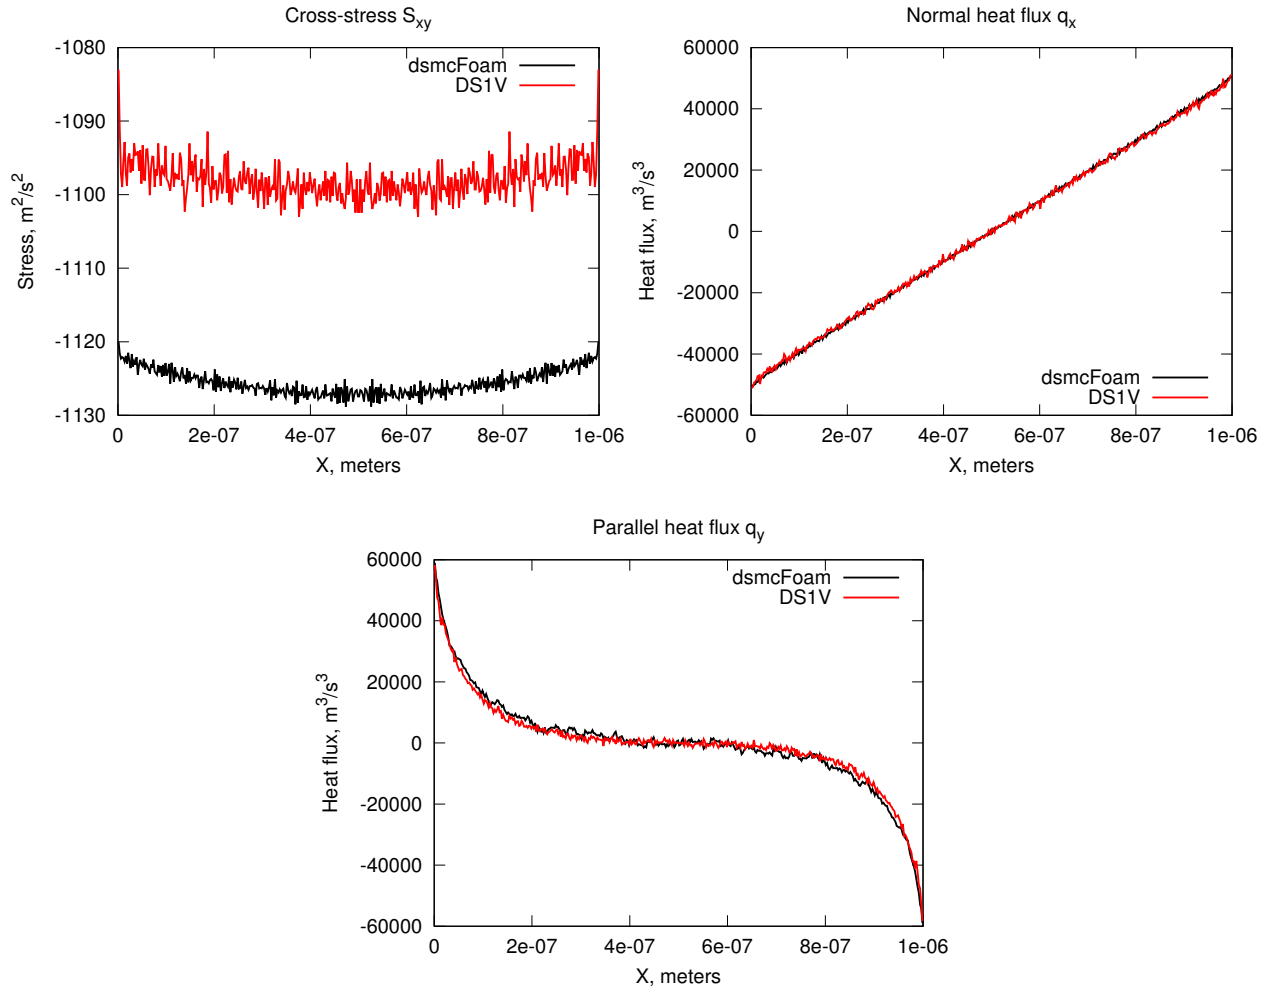 Cross-stress Sxy
-1080
-1090
-1100
-1110
-1120
-1130
Stress, m2/s2
dsmcFoam
DS1V
0 2e-07 4e-07 6e-07 8e-07 1e-06
X, meters
Normal heat flux qx
60000
40000
20000
0
-20000
-40000
-60000
Heat flux, m3/s3
dsmcFoam
DS1V
0 2e-07 4e-07 6e-07 8e-07 1e-06
X, meters
Parallel heat flux qy
60000
40000
20000
0
-20000
-40000
-60000
Heat flux, m3/s3
dsmcFoam
DS1V
0 2e-07 4e-07 6e-07 8e-07 1e-06
X, meters